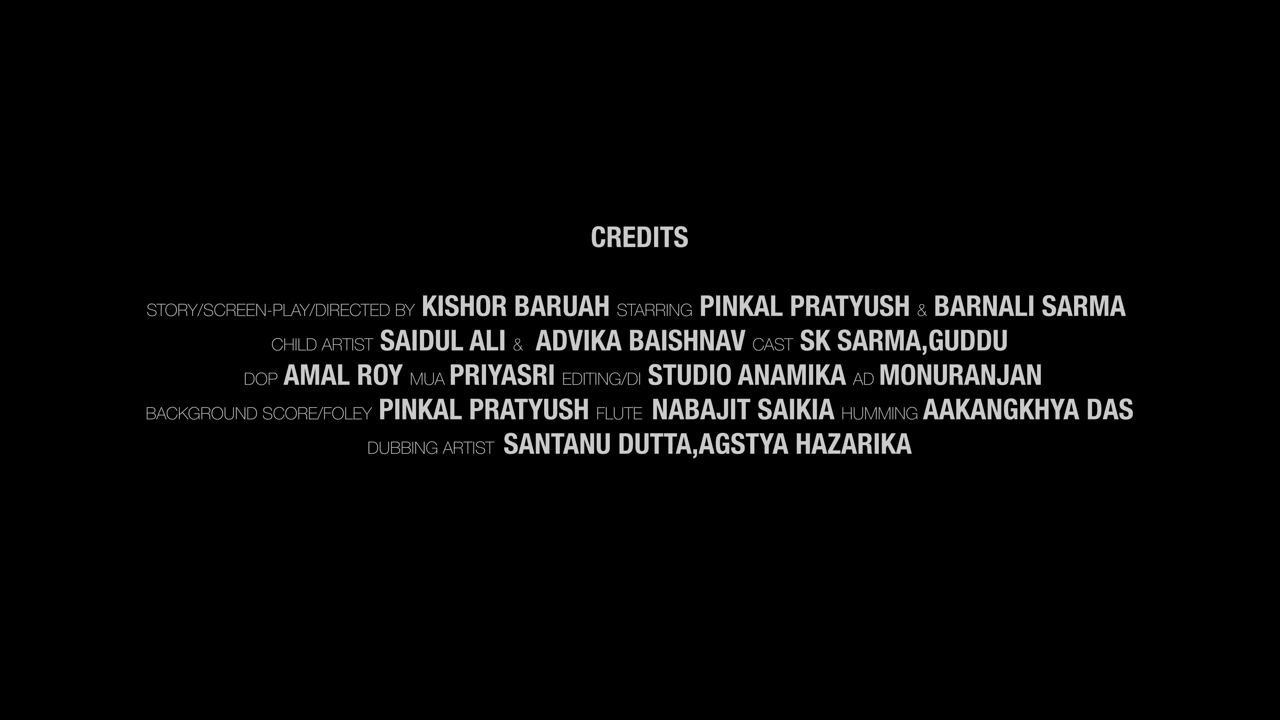 CREDITS
STORY/SCREEN-PLAY/DIRECTED BY KISHOR BARUAH STARRING PINKAL PRATYUSH & BARNALI SARMA
CHILD ARTIST SAIDUL ALI & ADVIKA BAISHNAV CAST SK SARMA,GUDDU
DOP AMAL ROY MUA PRIYASRI EDITING/DI STUDIO ANAMIKA AD MONURANJAN
BACKGROUND SCORE/FOLEY PINKAL PRATYUSH FLUTE NABAJIT SAIKIA HUMMING AAKANGKHYA DAS
DUBBING ARTIST SANTANU DUTTA,AGSTYA HAZARIKA